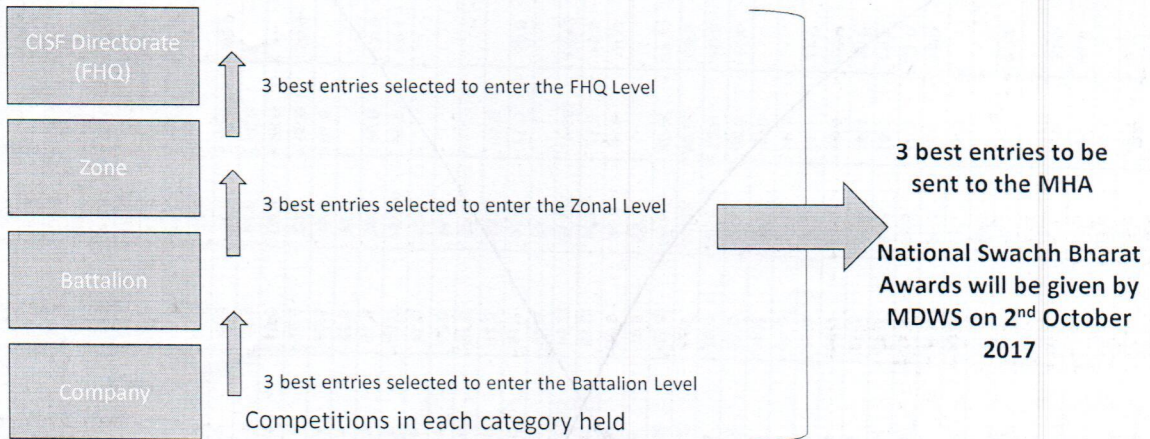 CISF Directorate
(FHQ)
3 best entries selected to enter the FHQ Level
Zone
3 best entries selected to enter the Zonal Level
Battalion
3 best entries selected to enter the Battalion Level
Company
Competitions in each category held
3 best entries to be
sent to the MHA
National Swachh Bharat
Awards will be given by
MDWS on 2nd October
2017